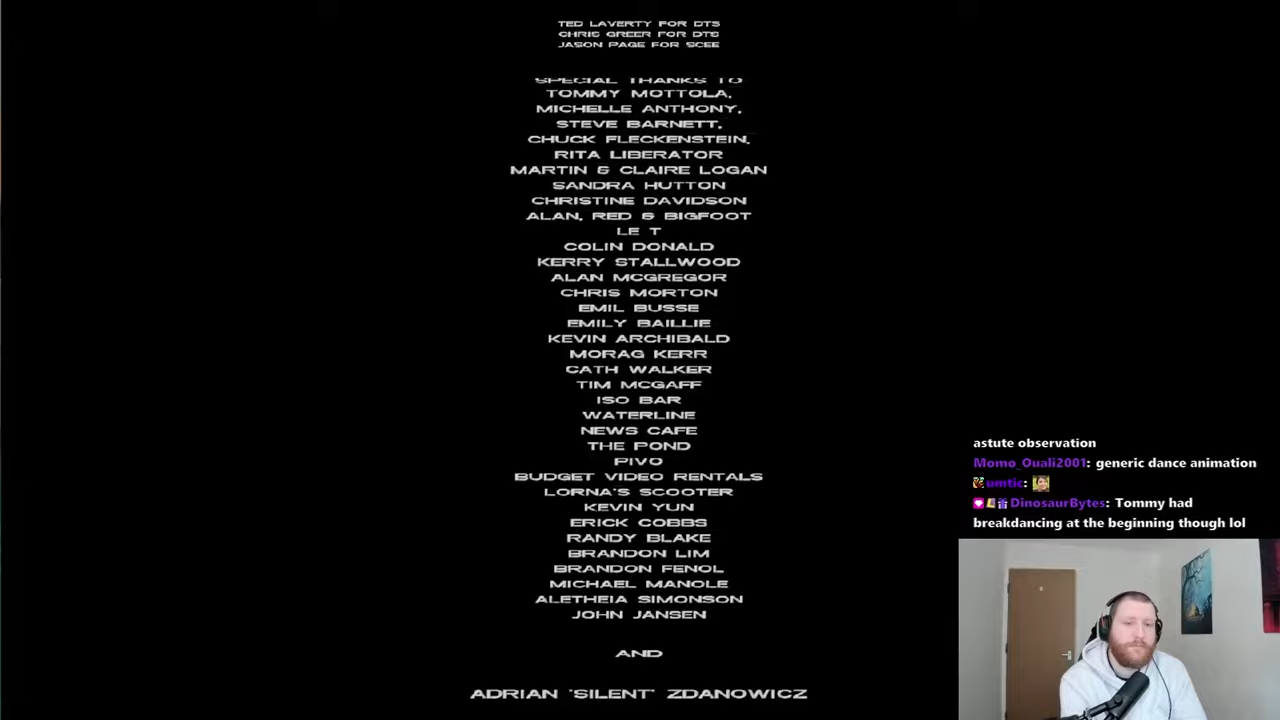 TED LAVERTY FOR DTS
CHRIS GREER FOR DTS
JASON PAGE FOR SCEE
SPECIAL THANKS TO
TOMMY MOTTOLA,
MICHELLE ANTHONY,
STEVE BARNETT,
CHUCK FLECKENSTEIN,
RITA LIBERATOR
MARTIN & CLAIRE LOGAN
SANDRA HUTTON
CHRISTINE DAVIDSON
ALAN, RED & BIGFOOT
LE T
COLIN DONALD
KERRY STALLWOOD
ALAN MCGREGOR
CHRIS MORTON
EMIL BUSSE
EMILY BAILLIE
KEVIN ARCHIBALD
MORAG KERR
CATH WALKER
TIM MCGAFF
ISO BAR
WATERLINE
NEWS CAFE
THE POND
PIVO
BUDGET VIDEO RENTALS
LORNA'S SCOOTER
KEVIN YUN
ERICK COBBS
RANDY BLAKE
BRANDON LIM
BRANDON FENOL
MICHAEL MANOLE
ALETHEIA SIMONSON
JOHN JANSEN
AND
ADRIAN "SILENT" ZDANOWICZ
astute observation
Momo_Ouali2001: generic dance animation
umtic:
DinosaurBytes: Tommy had
breakdancing at the beginning though lol